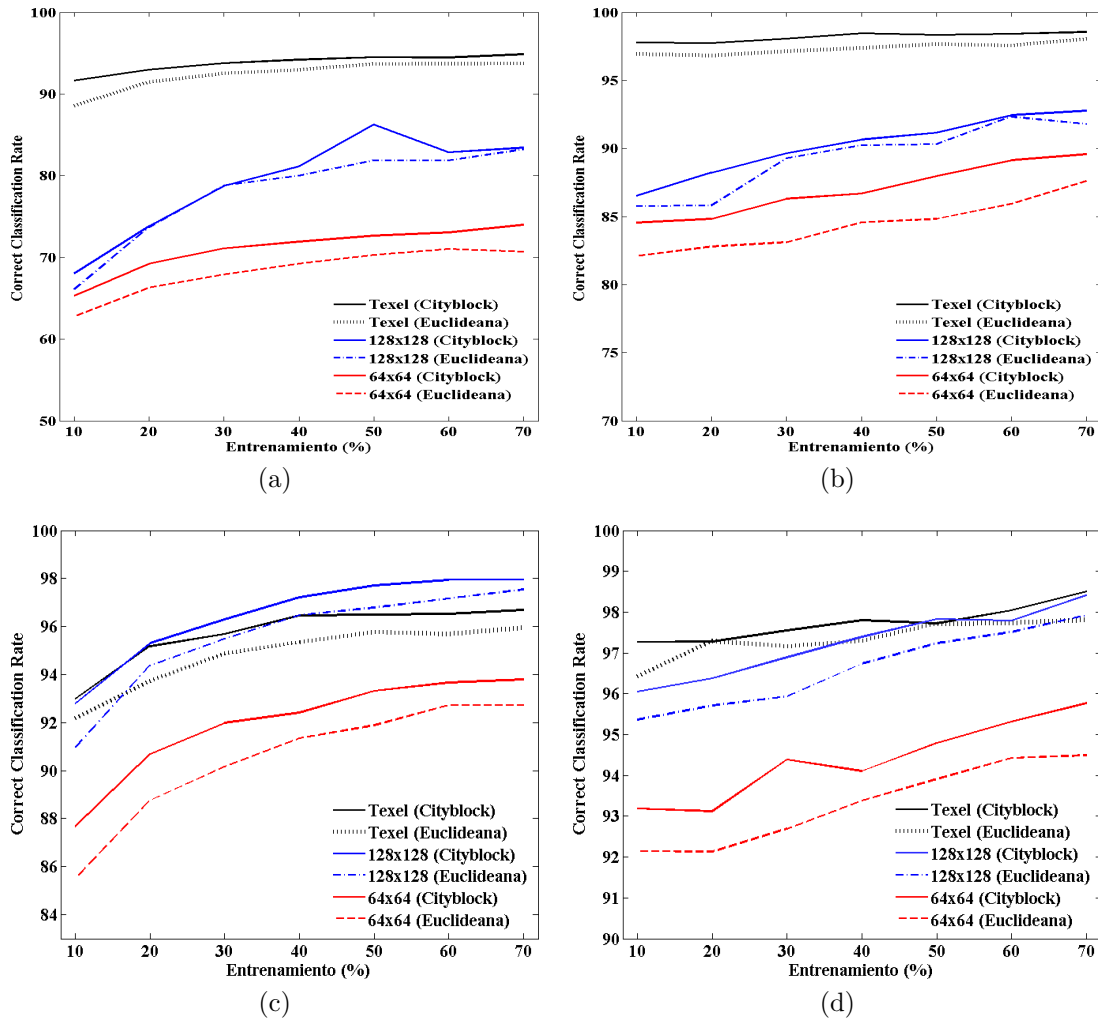 100
90
80
70
60
50
Correct Classification Rate
Texel (Cityblock)
Texel (Euclideana)
128x128 (Cityblock)
128x128 (Euclideana)
64x64 (Cityblock)
64x64 (Euclideana)
10 20 30 40 50 60 70
Entrenamiento (%)
(a)
100
95
90
85
80
75
70
Correct Classification Rate
Texel (Cityblock)
Texel (Euclideana)
128x128 (Cityblock)
128x128 (Euclideana)
64x64 (Cityblock)
64x64 (Euclideana)
10 20 30 40 50 60 70
Entrenamiento (%)
(b)
100
98
96
94
92
90
88
86
84
Correct Classification Rate
Texel (Cityblock)
Texel (Euclideana)
128x128 (Cityblock)
128x128 (Euclideana)
64x64 (Cityblock)
64x64 (Euclideana)
10 20 30 40 50 60 70
Entrenamiento (%)
(c)
100
99
98
97
96
95
94
93
92
91
90
Correct Classification Rate
Texel (Cityblock)
Texel (Euclideana)
128x128 (Cityblock)
128x128 (Euclideana)
64x64 (Cityblock)
64x64 (Euclideana)
10 20 30 40 50 60 70
Entrenamiento (%)
(d)